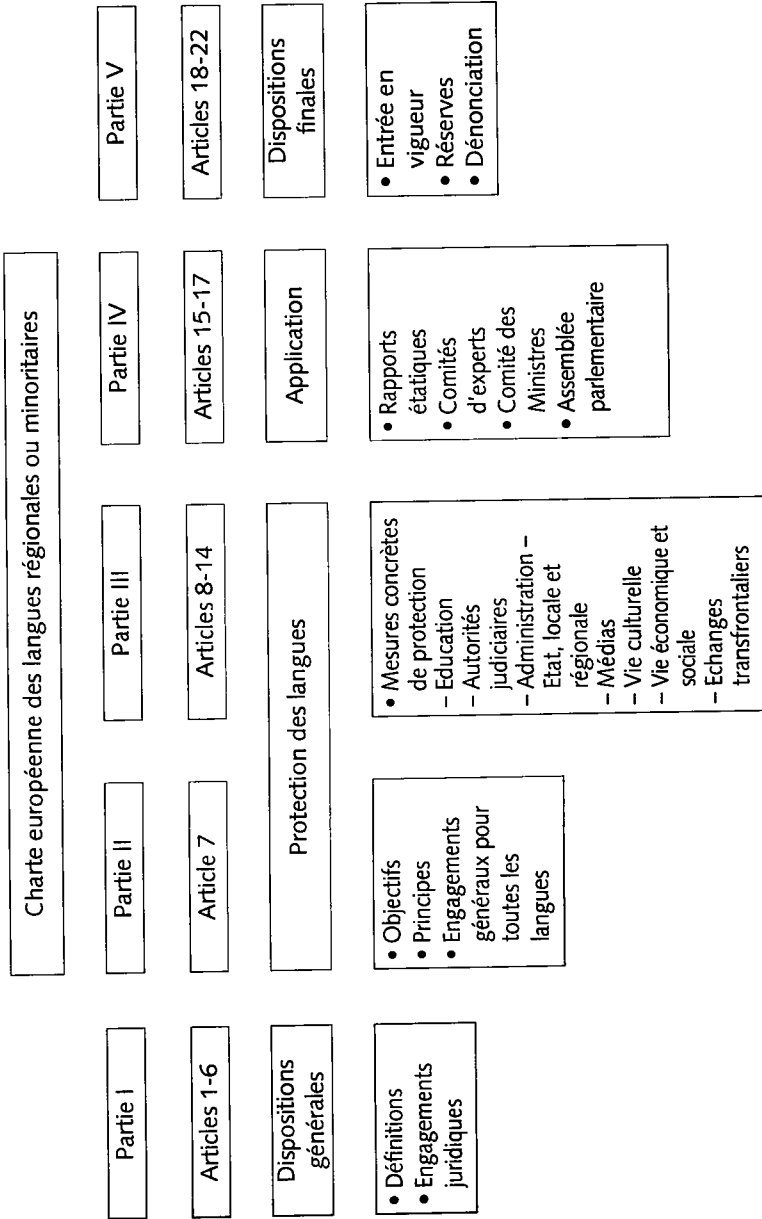 Charte européenne des langues régionales ou minoritaires
Partie I
Partie II
Partie III
Partie IV
Partie V
Articles 1-6
Article 7
Articles 8-14
Articles 15-17
Articles 18-22
Dispositions
générales
Protection des langues
Application
Dispositions
finales
• Définitions
• Engagements
juridiques
• Objectifs
• Principes
• Engagements
généraux pour
toutes les
langues
• Mesures concrètes
de protection
– Education
– Autorités
judiciaires
– Administration –
Etat, locale et
régionale
– Médias
– Vie culturelle
– Vie économique et
sociale
– Echanges
transfrontaliers
• Rapports
étatiques
• Comités
d'experts
• Comité des
Ministres
• Assemblée
parlementaire
• Entrée en
vigueur
• Réserves
• Dénonciation